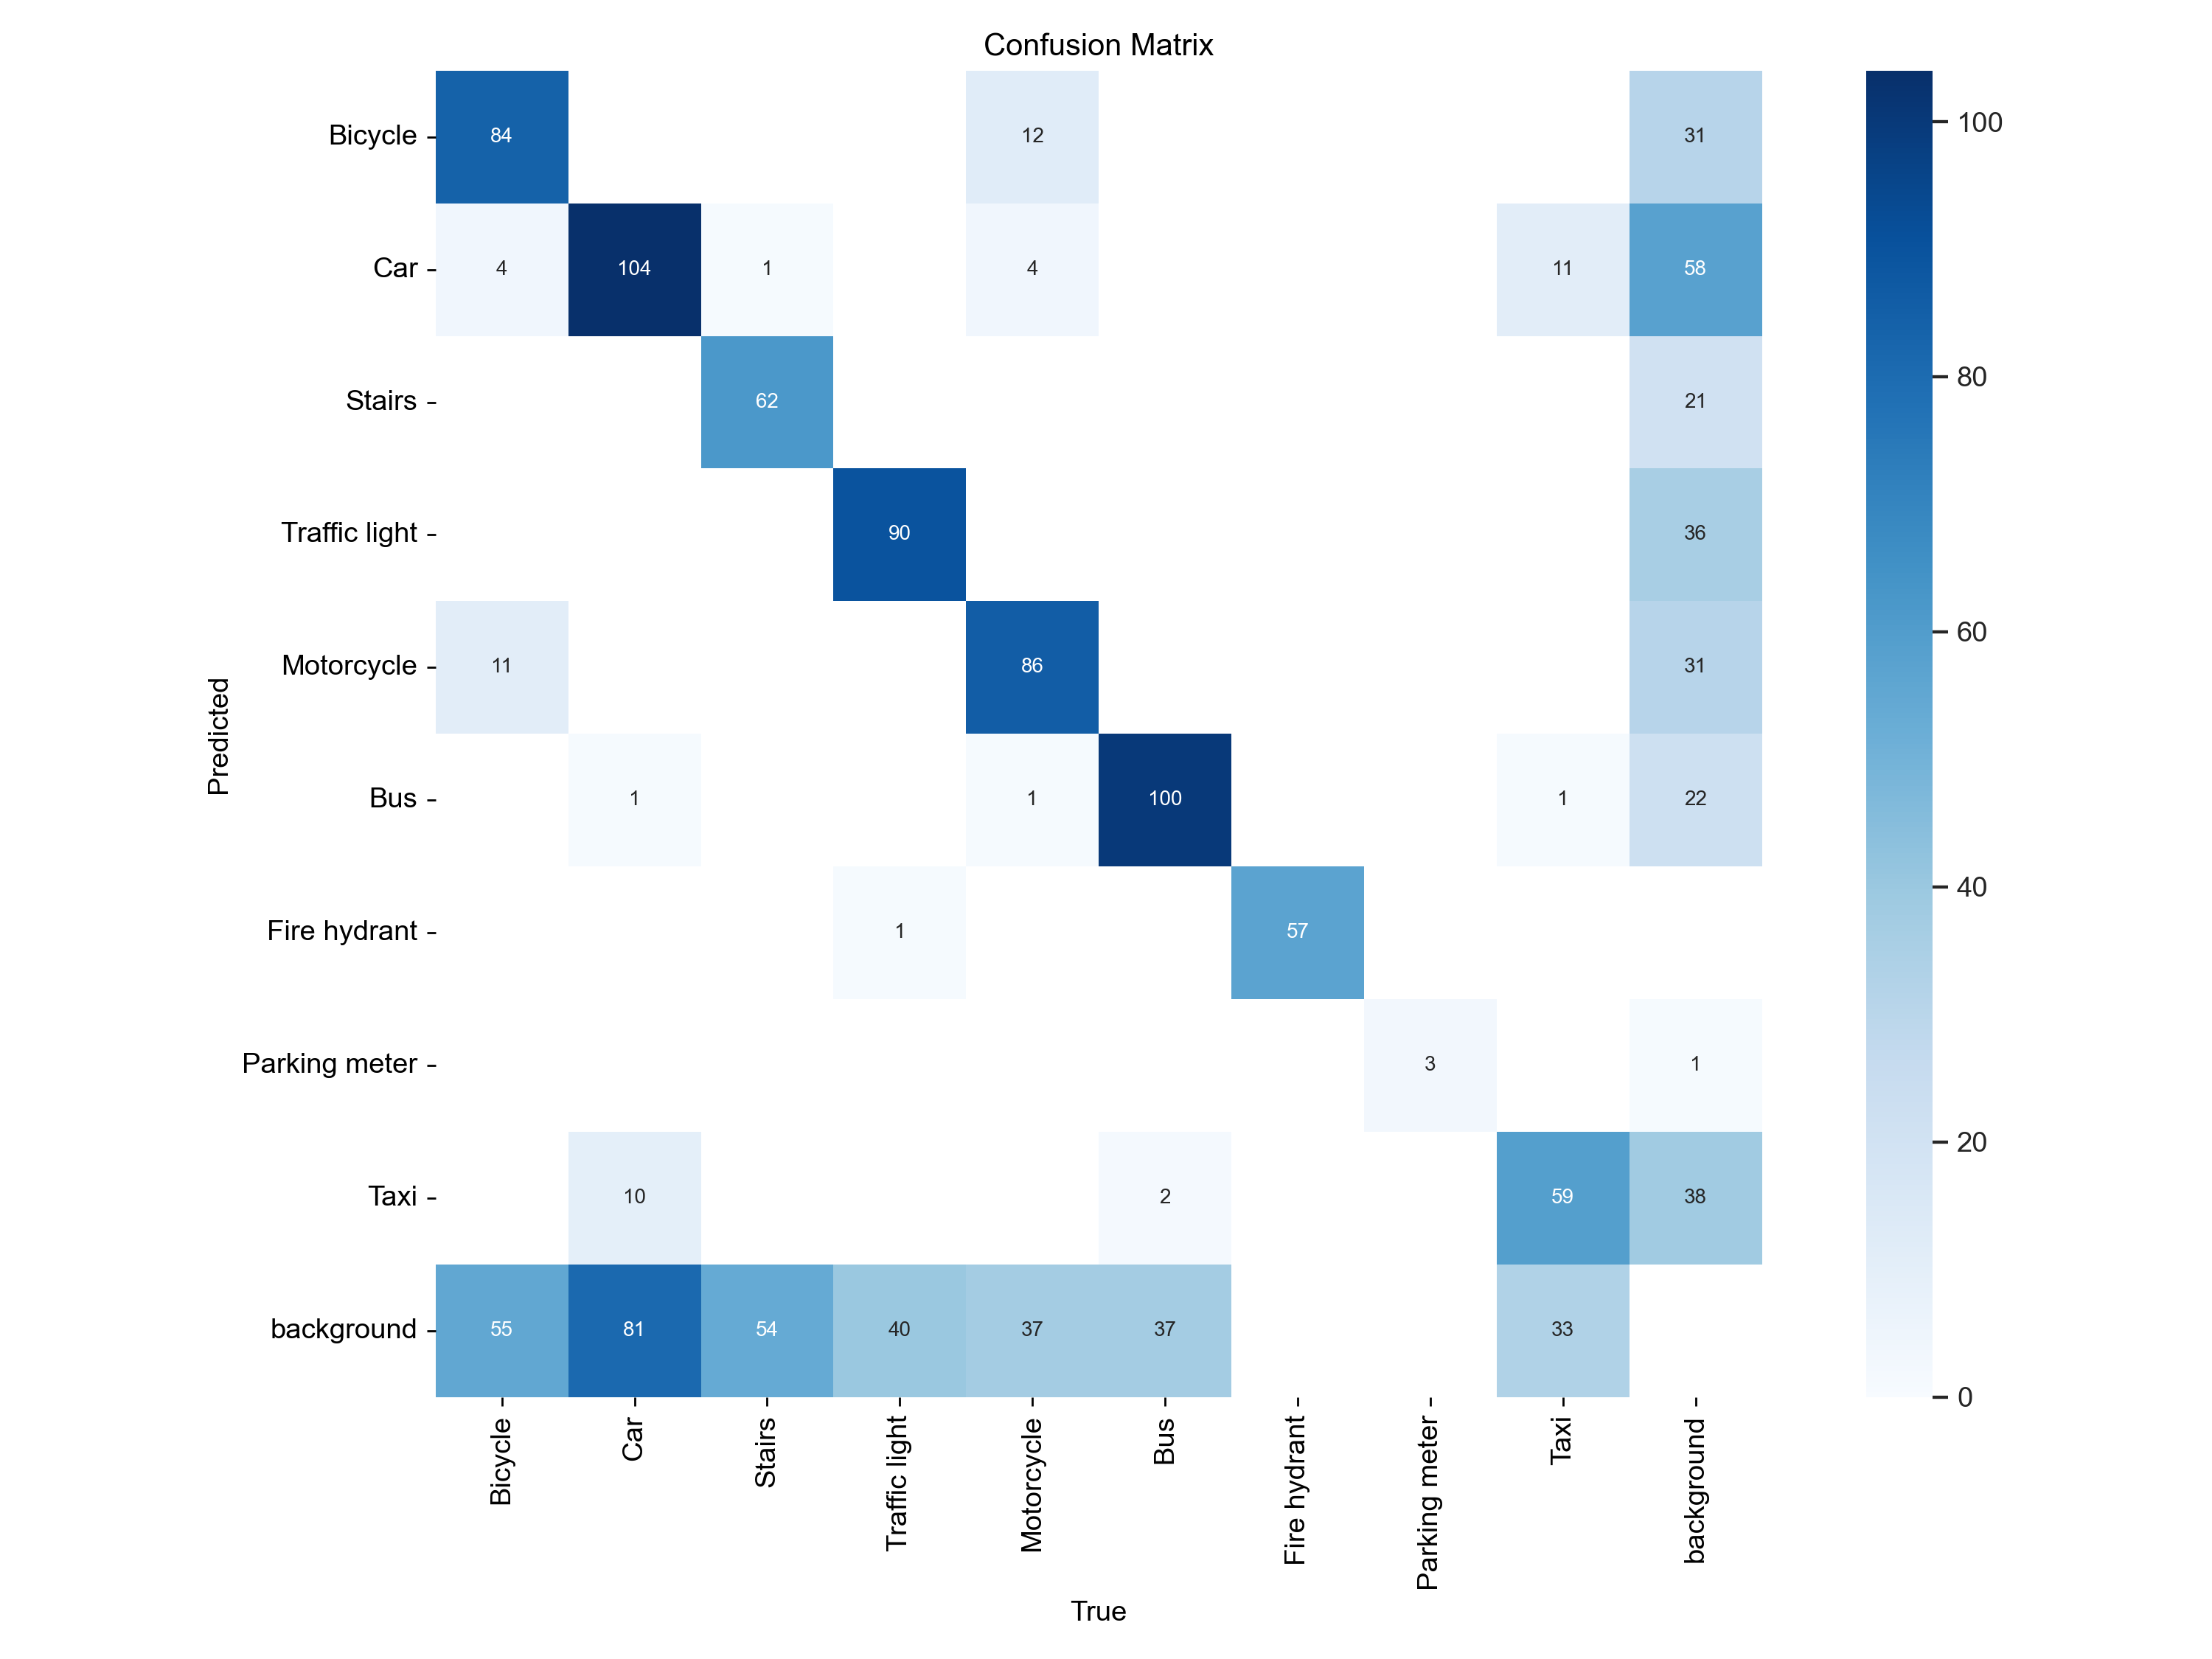 Confusion Matrix
Bicycle 84 12 31
Car 4 104 1 4 11 58
Stairs 62 21
Traffic light 90 36
Motorcycle 11 86 31
Bus 1 1 100 1 22
Fire hydrant 1 57
Parking meter 3 1
Taxi 10 2 59 38
background 55 81 54 40 37 37 33
Predicted
Bicycle Car Stairs Traffic light Motorcycle Bus Fire hydrant Parking meter Taxi background
True
100
80
60
40
20
0